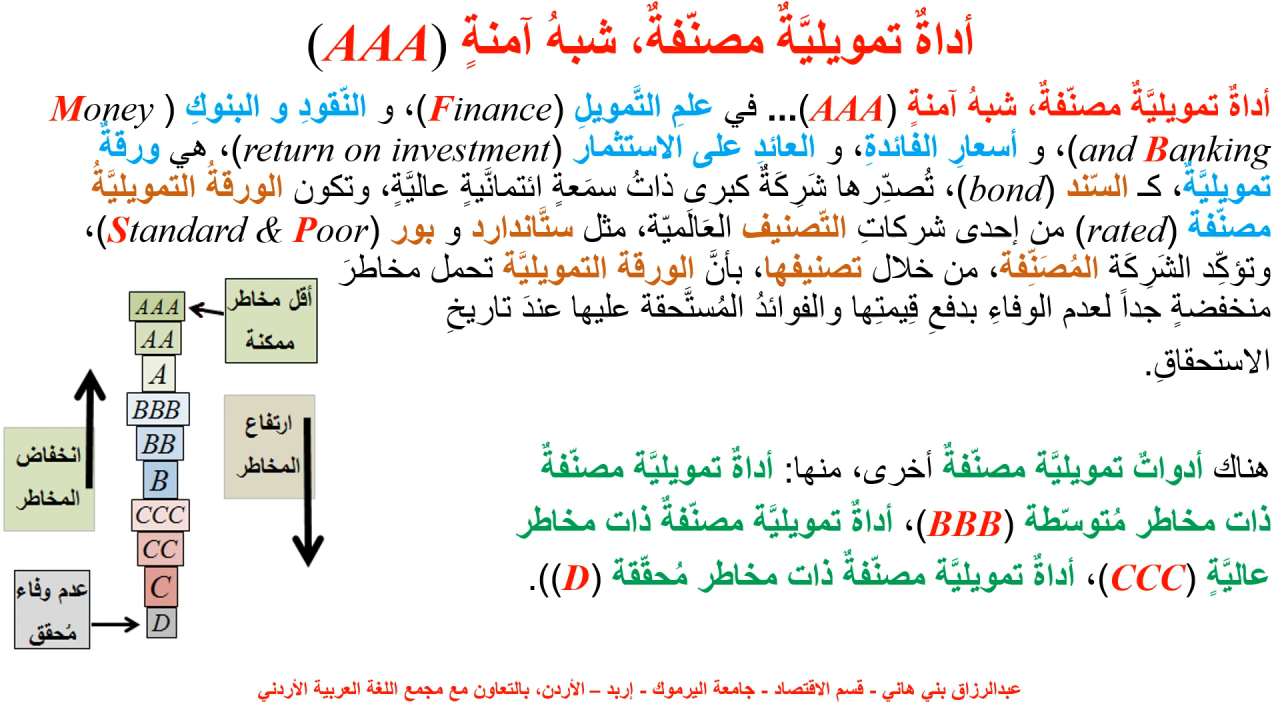 أداةٌ تمويليَّةٌ مصنّفةٌ، شبهُ آمنةٍ (AAA)
أداةٌ تمويليَّةٌ مصنّفةٌ، شبهُ آمنةٍ (AAA)... في علمِ التَّمويلِ (Finance)، و النّقودِ و البنوكِ (Money
and Banking)، و أسعارِ الفائدةِ، و العائدِ على الاستثمار (return on investment)، هي ورقةٌ
تمويليَّةٌ، كـ السّند (bond)، تُصدِّرها شَرِكَةٌ كبرى ذاتُ سمَعةٍ ائتمانَّيةٍ عاليَّةٍ، وتكون الورقةُ التمويليَّةُ
مصنّفة (rated) من إحدى شركاتِ التّصنيف العَالَميّة، مثل ستَّاندارد و بور (Standard & Poor)،
وتؤكِّد الشَرِكَة المُصَنِّفة، من خلال تصنيفها، بأنَّ الورقة التمويليَّة تحمل مخاطرَ
منخفضةٍ جداً لعدم الوفاءِ بدفعِ قِيمتِها والفوائدُ المُستَّحقة عليها عندَ تاريخِ
الاستحقاقِ.
هناك أدواتٌ تمويليَّة مصنّفةٌ أخرى، منها: أداةٌ تمويليَّة مصنّفةٌ
ذات مخاطر مُتوسّطة (BBB)، أداةٌ تمويليَّة مصنّفةٌ ذات مخاطر
عاليَّةٍ (CCC)، أداةٌ تمويليَّة مصنّفةٌ ذات مخاطر مُحقّقة (D)).
أقل مخاطر
ممكنة
AAA
AA
A
BBB
BB
B
CCC
CC
C
D
ارتفاع
المخاطر
انخفاض
المخاطر
عدم وفاء
مُحقق
عبدالرزاق بني هاني - قسم الاقتصاد - جامعة اليرموك - إربد – الأردن، بالتعاون مع مجمع اللغة العربية الأردني